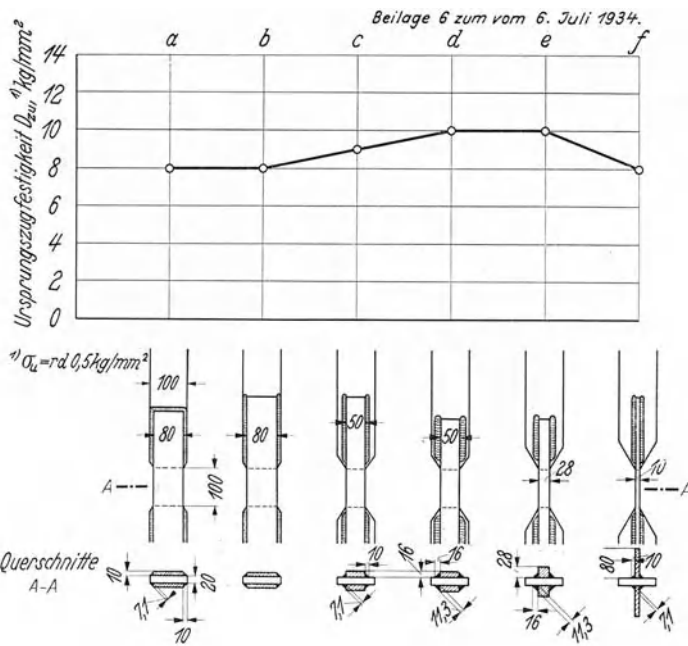 Beilage 6 zum vom 6. Juli 1934.
a b c d e f
Ursprungszugfestigkeit Dzu, ¹) kg/mm²
14
12
10
8
6
4
2
0
¹) σu=rd 0,5kg/mm²
100
80 80 50 50 28 10
A 100 A
Querschnitte
A-A
10 7,1 10 20
10 7,1
16 16 11,3
28 16 11,3
80 10 7,1